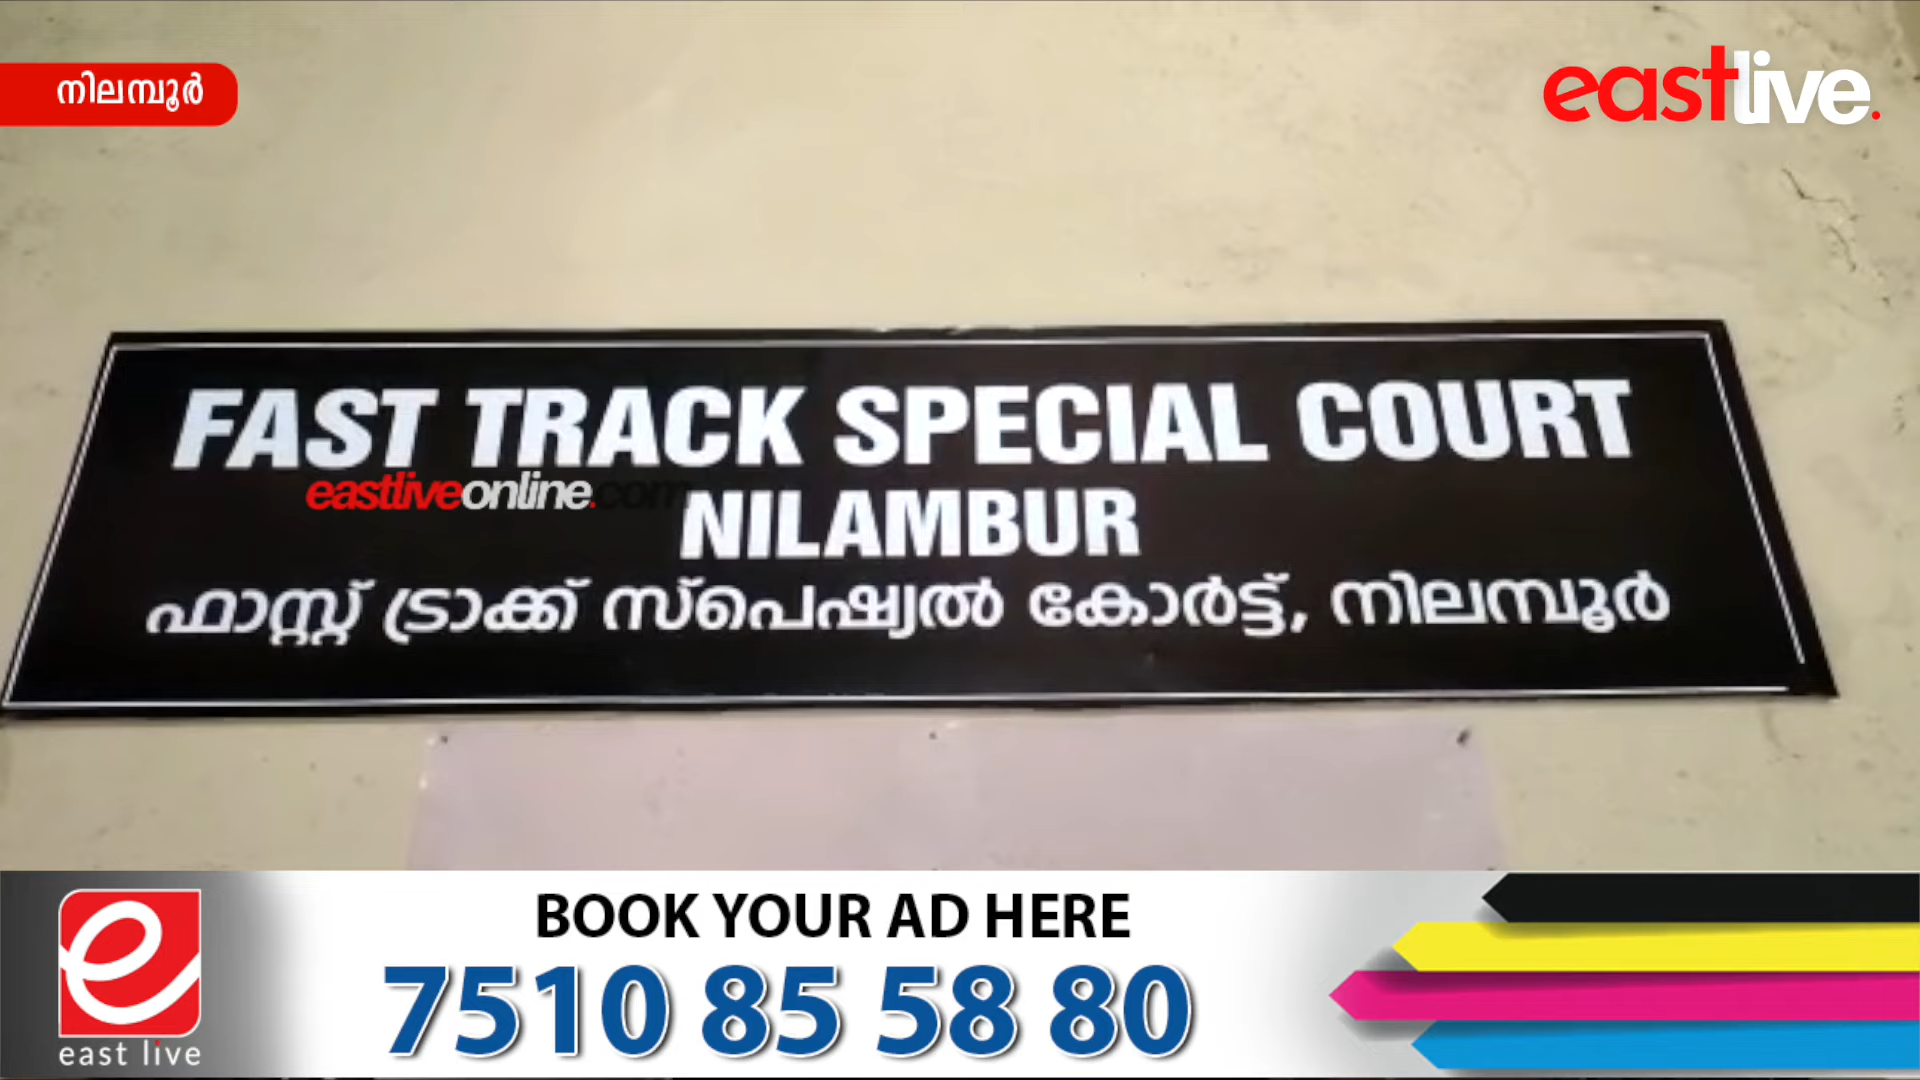 നിലമ്പൂർ
eastlive.
FAST TRACK SPECIAL COURT
eastliveonline.com
NILAMBUR
ഫാസ്റ്റ് ട്രാക്ക് സ്പെഷ്യൽ കോർട്ട്, നിലമ്പൂർ
BOOK YOUR AD HERE
7510 85 58 80
e
east live